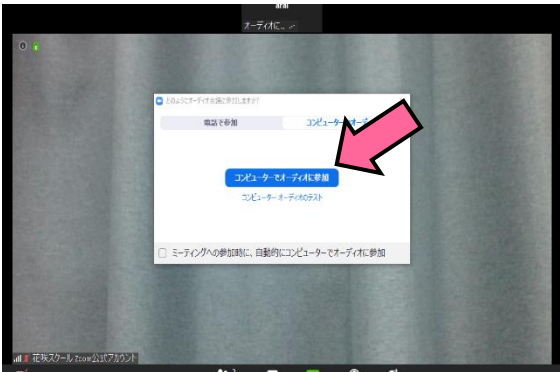 arai
オーディオに...
どのようにオーディオ会議に参加しますか?
電話で参加
コンピューターでオーディ
コンピューターでオーディオに参加
コンピューター オーディオのテスト
ミーティングへの参加時に、自動的にコンピューターでオーディオに参加
花咲スクール Zoom公式アカウント